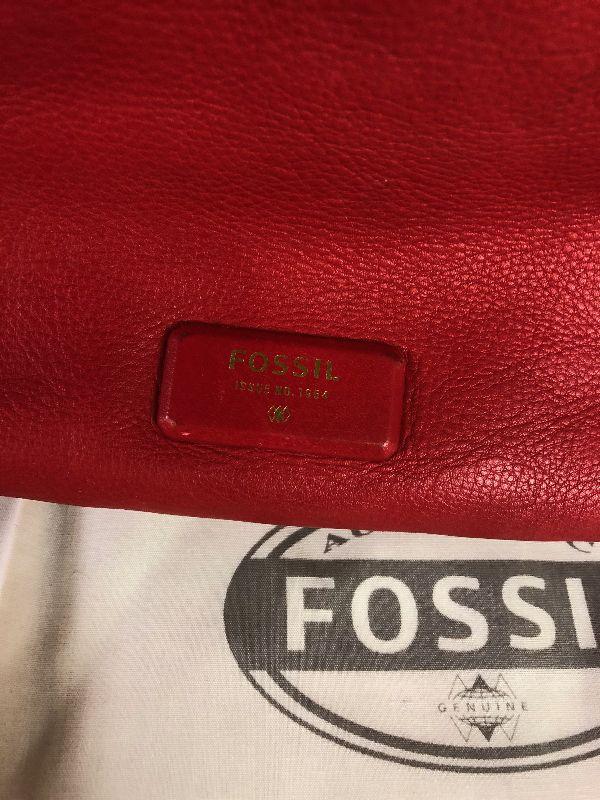 FOSSIL
ISSUE NO. 1954
FOSSI
GENUINE